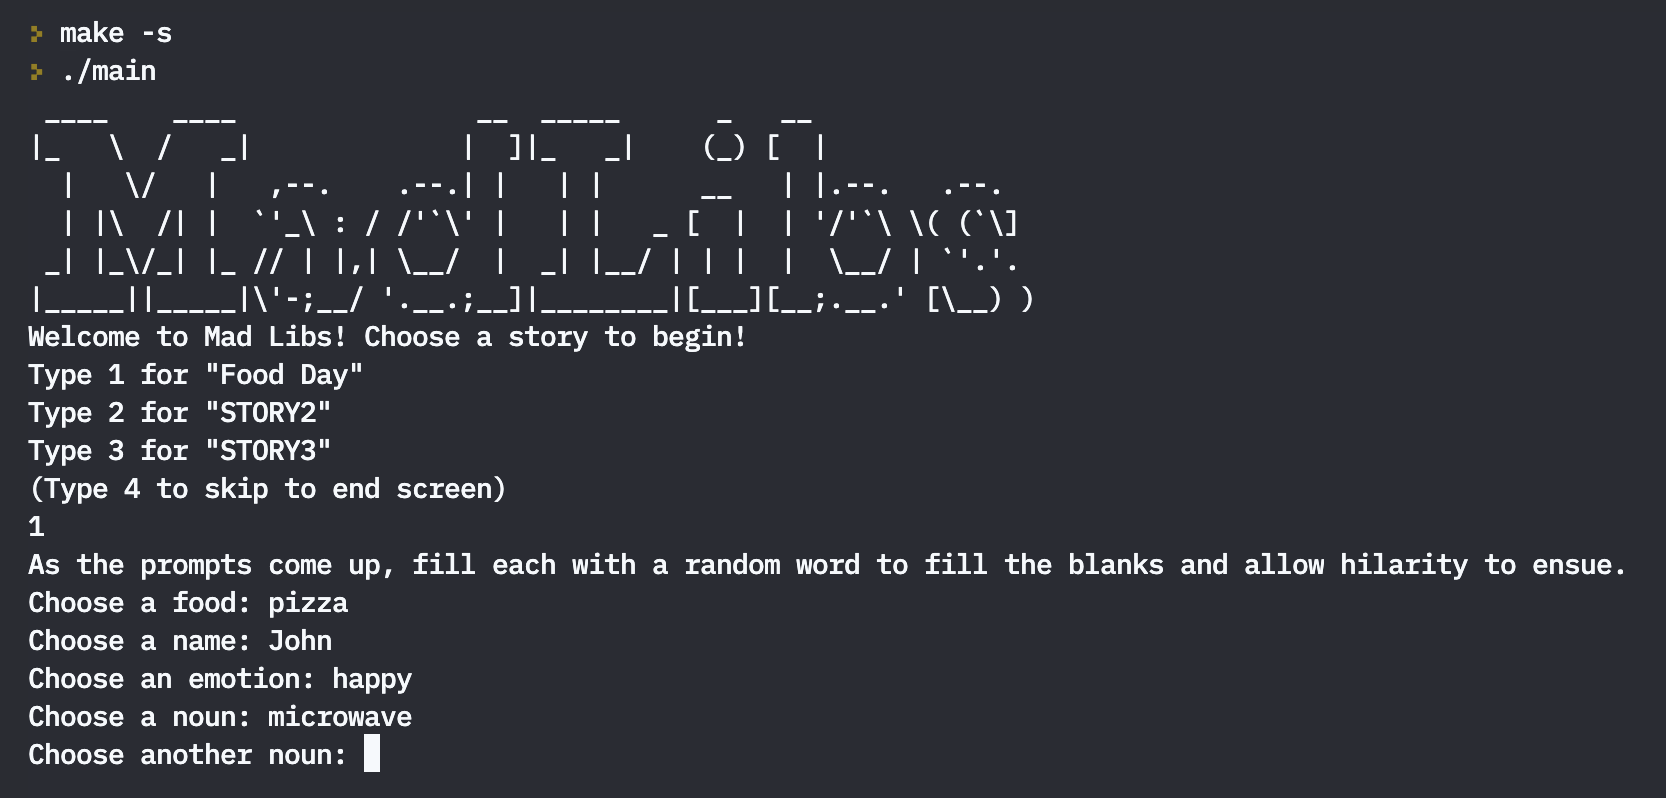 make -s
./main
 ____    ____               __  _____      _   __
|_   \  /   _|             |  ]|_   _|    (_) [  |
  |   \/   |   ,--.    .--.| |   | |      __   | |.--.   .--.
  | |\  /| |  `'_\ : / /'`\' |   | |   _ [  |  | '/'`\ \( (`\]
 _| |_\/_| |_ // | |,| \__/  |  _| |__/ | | |  |  \__/ | `'.'.
|_____||_____|\'-;__/ '.__.;__]|________|[___][__;.__.' [\__) )
Welcome to Mad Libs! Choose a story to begin!
Type 1 for "Food Day"
Type 2 for "STORY2"
Type 3 for "STORY3"
(Type 4 to skip to end screen)
1
As the prompts come up, fill each with a random word to fill the blanks and allow hilarity to ensue.
Choose a food: pizza
Choose a name: John
Choose an emotion: happy
Choose a noun: microwave
Choose another noun: